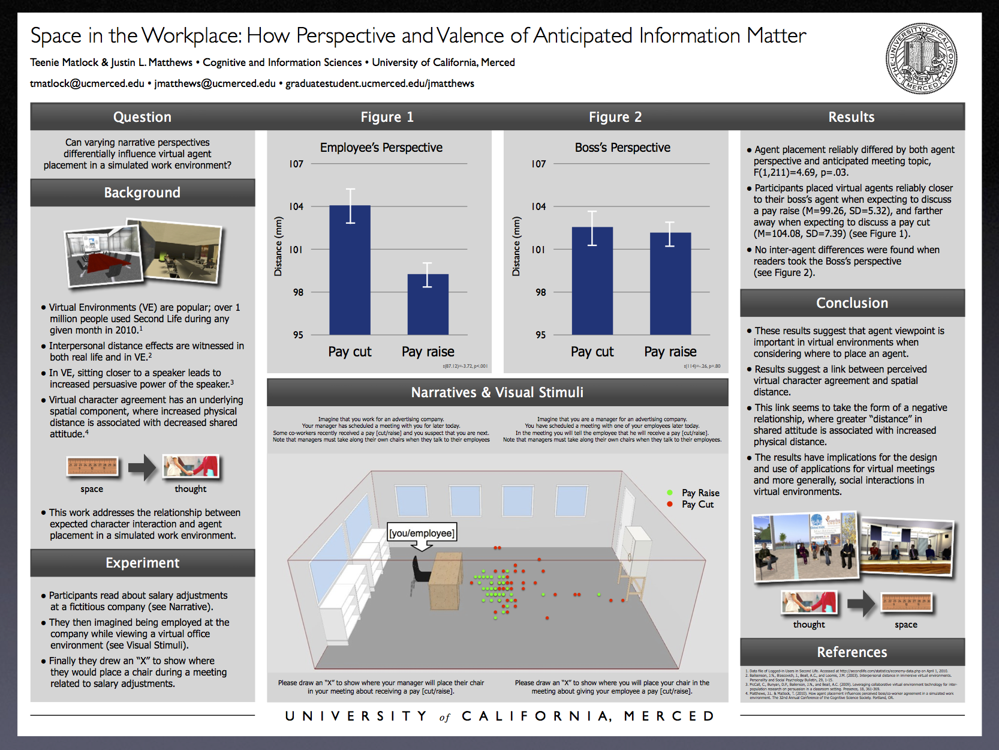 Space in the Workplace: How Perspective and Valence of Anticipated Information Matter
Teenie Matlock & Justin L. Matthews • Cognitive and Information Sciences • University of California, Merced
tmatlock@ucmerced.edu • jmatthews@ucmerced.edu • graduatestudent.ucmerced.edu/jmatthews
THE UNIVERSITY OF CALIFORNIA
LET THERE BE LIGHT
MERCED
Question
Can varying narrative perspectives
differentially influence virtual agent
placement in a simulated work environment?
Background
• Virtual Environments (VE) are popular; over 1
million people used Second Life during any
given month in 2010.1
• Interpersonal distance effects are witnessed in
both real life and in VE.2
• In VE, sitting closer to a speaker leads to
increased persuasive power of the speaker.3
• Virtual character agreement has an underlying
spatial component, where increased physical
distance is associated with decreased shared
attitude.4
space
thought
• This work addresses the relationship between
expected character interaction and agent
placement in a simulated work environment.
Experiment
• Participants read about salary adjustments
at a fictitious company (see Narrative).
• They then imagined being employed at the
company while viewing a virtual office
environment (see Visual Stimuli).
• Finally they drew an “X” to show where
they would place a chair during a meeting
related to salary adjustments.
Figure 1
Employee’s Perspective
107
104
101
98
95
Distance (mm)
Pay cut
Pay raise
t(87.12)=-3.72, p<.001
Figure 2
Boss’s Perspective
107
104
101
98
95
Distance (mm)
Pay cut
Pay raise
t(114)=-.26, p=.80
Narratives & Visual Stimuli
Imagine that you work for an advertising company.
Your manager has scheduled a meeting with you for later today.
Some co-workers recently received a pay [cut/raise] and you suspect that you are next.
Note that managers must take along their own chairs when they talk to their employees
Imagine that you are a manager for an advertising company.
You have scheduled a meeting with one of your employees later today.
In the meeting you will tell the employee that he will receive a pay [cut/raise].
Note that managers must take along their own chairs when they talk to their employees.
Pay Raise
Pay Cut
[you/employee]
Please draw an “X” to show where your manager will place their chair
in your meeting about receiving a pay [cut/raise].
Please draw an “X” to show where you will place your chair in the
meeting about giving your employee a pay [cut/raise].
Results
• Agent placement reliably differed by both agent
perspective and anticipated meeting topic,
F(1,211)=4.69, p=.03.
• Participants placed virtual agents reliably closer
to their boss’s agent when expecting to discuss
a pay raise (M=99.26, SD=5.32), and farther
away when expecting to discuss a pay cut
(M=104.08, SD=7.39) (see Figure 1).
• No inter-agent differences were found when
readers took the Boss’s perspective
(see Figure 2).
Conclusion
• These results suggest that agent viewpoint is
important in virtual environments when
considering where to place an agent.
• Results suggest a link between perceived
virtual character agreement and spatial
distance.
• This link seems to take the form of a negative
relationship, where greater “distance” in
shared attitude is associated with increased
physical distance.
• The results have implications for the design
and use of applications for virtual meetings
and more generally, social interactions in
virtual environments.
thought
space
References
1. Data file of Logged-in Users in Second Life. Accessed at http://secondlife.com/statistics/economy-data.php on April 1, 2010.
2. Bailenson, J.N., Blascovich, J., Beall, A.C., and Loomis, J.M. (2003). Interpersonal distance in immersive virtual environments.
Personality and Social Psychology Bulletin, 29, 1-15.
3. McCall, C., Bunyan, D.P., Bailenson, J.N., and Beall, A.C. (2009). Leveraging collaborative virtual environment technology for inter-
population research on persuasion in a classroom setting. Presence, 18, 361-369.
4. Matthews, J.L. & Matlock, T. (2010). How agent placement influences perceived boss/co-worker agreement in a simulated work
environment. The 32nd Annual Conference of the Cognitive Science Society. Portland, OR.
UNIVERSITY of CALIFORNIA, MERCED